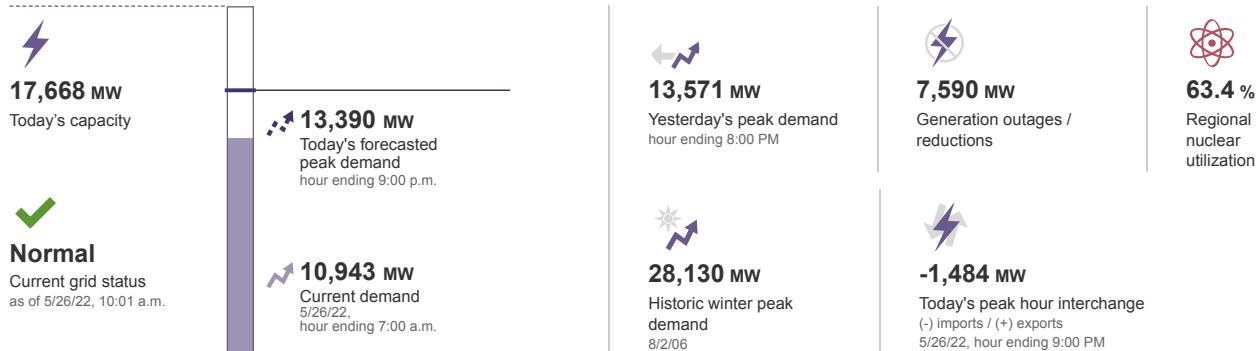 17,668 MW
Today's capacity
Normal
Current grid status
as of 5/26/22, 10:01 a.m.
13,390 MW
Today's forecasted
peak demand
hour ending 9:00 p.m.
10,943 MW
Current demand
5/26/22,
hour ending 7:00 a.m.
13,571 MW
Yesterday's peak demand
hour ending 8:00 PM
7,590 MW
Generation outages /
reductions
63.4 %
Regional
nuclear
utilization
28,130 MW
Historic winter peak
demand
8/2/06
-1,484 MW
Today's peak hour interchange
(-) imports / (+) exports
5/26/22, hour ending 9:00 PM